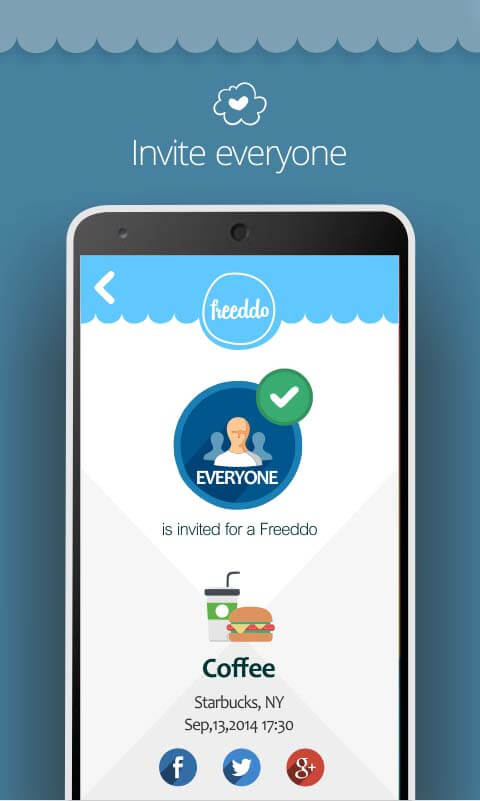 Invite everyone
freeddo
EVERYONE
is invited for a Freeddo
Coffee
Starbucks, NY
Sep,13,2014 17:30
f
g+